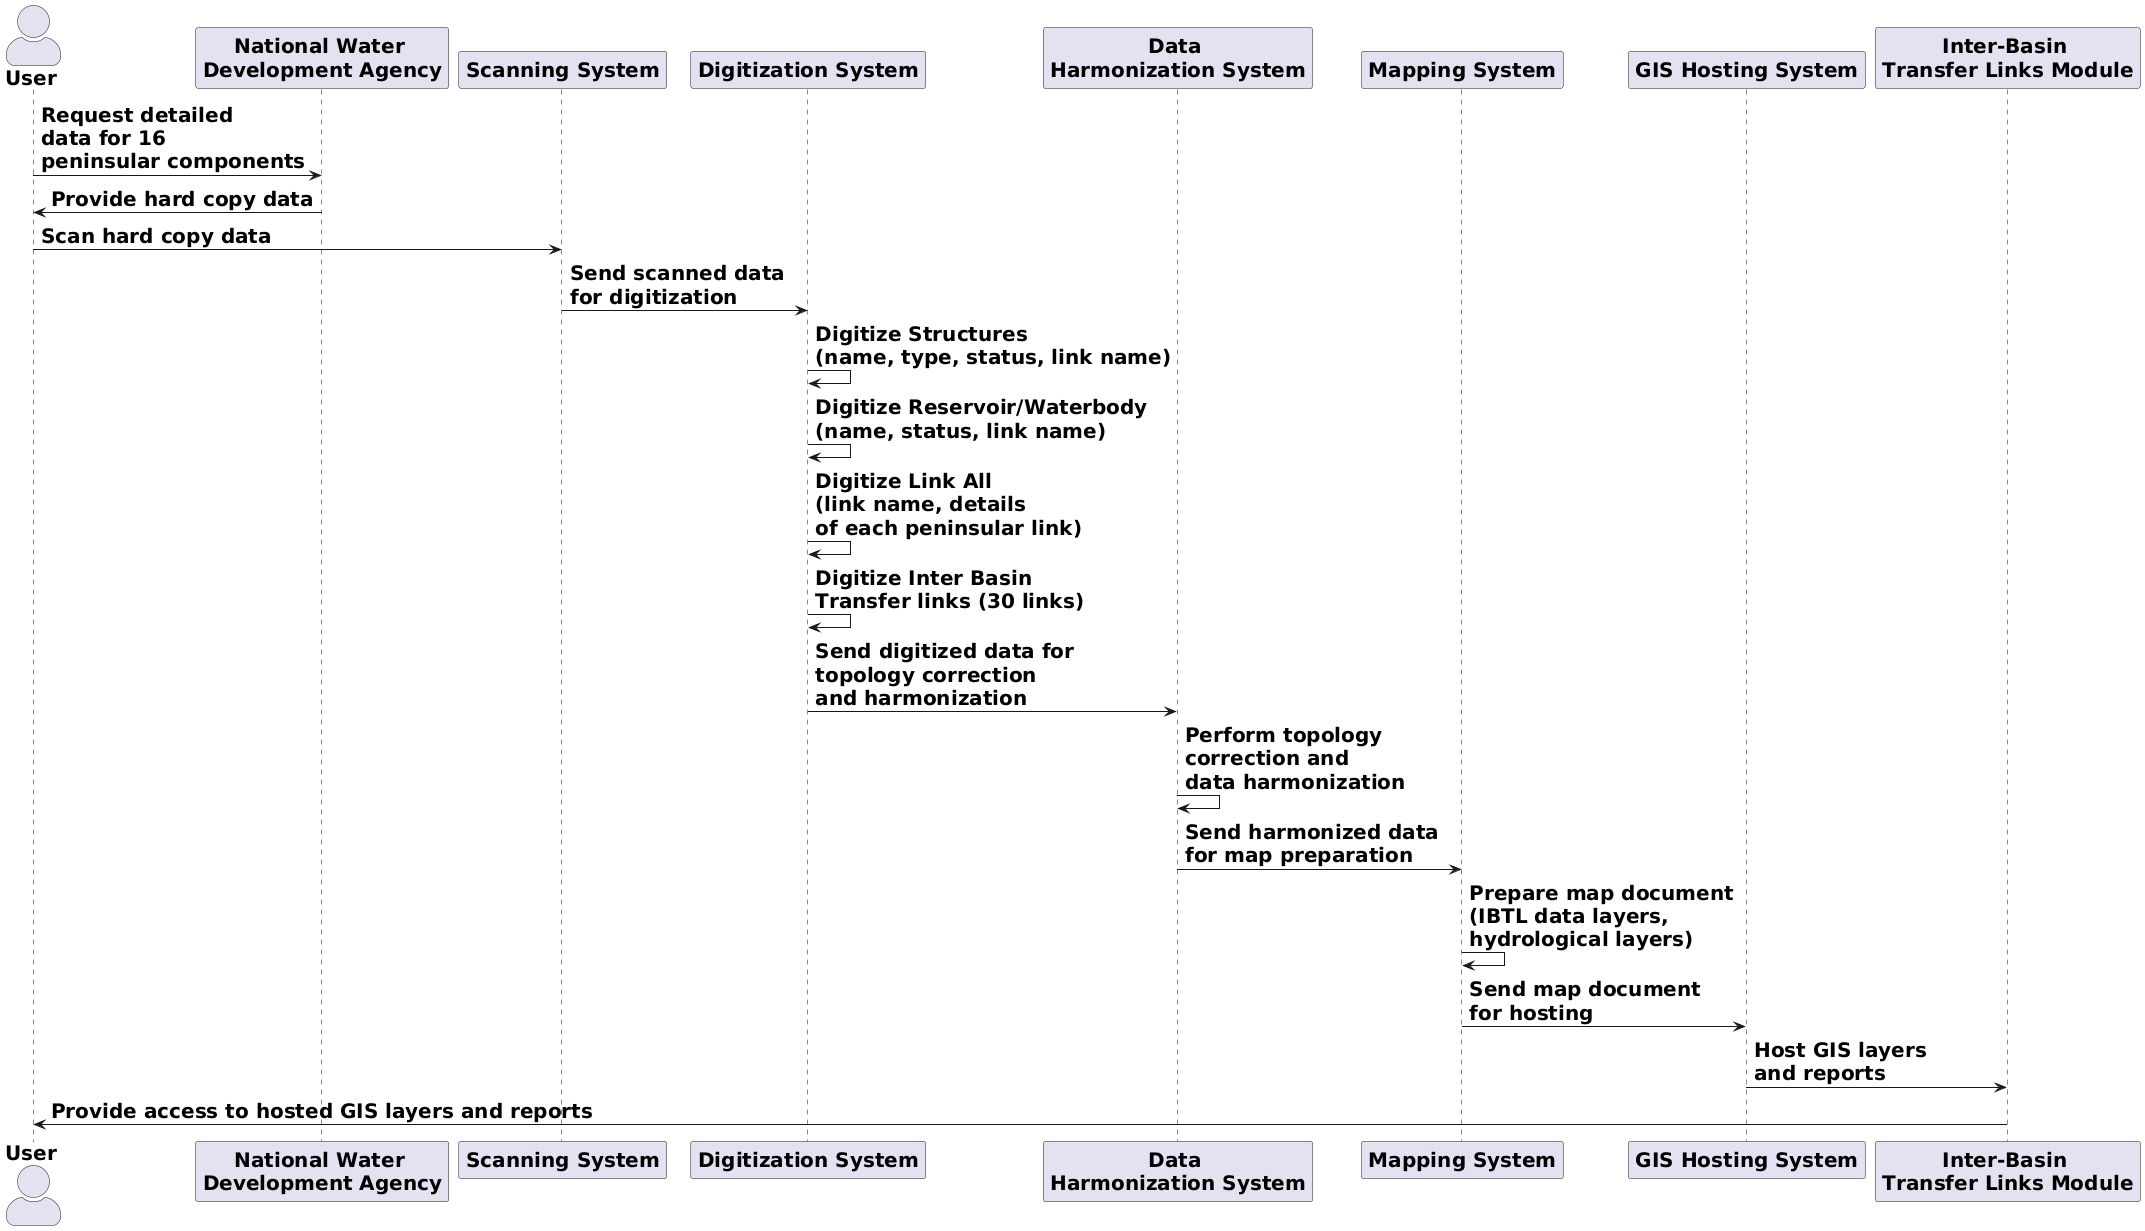 User
National Water
Development Agency
Scanning System
Digitization System
Data
Harmonization System
Mapping System
GIS Hosting System
Inter-Basin
Transfer Links Module
Request detailed
data for 16
peninsular components
Provide hard copy data
Scan hard copy data
Send scanned data
for digitization
Digitize Structures
(name, type, status, link name)
Digitize Reservoir/Waterbody
(name, status, link name)
Digitize Link All
(link name, details
of each peninsular link)
Digitize Inter Basin
Transfer links (30 links)
Send digitized data for
topology correction
and harmonization
Perform topology
correction and
data harmonization
Send harmonized data
for map preparation
Prepare map document
(IBTL data layers,
hydrological layers)
Send map document
for hosting
Host GIS layers
and reports
Provide access to hosted GIS layers and reports
User
National Water
Development Agency
Scanning System
Digitization System
Data
Harmonization System
Mapping System
GIS Hosting System
Inter-Basin
Transfer Links Module